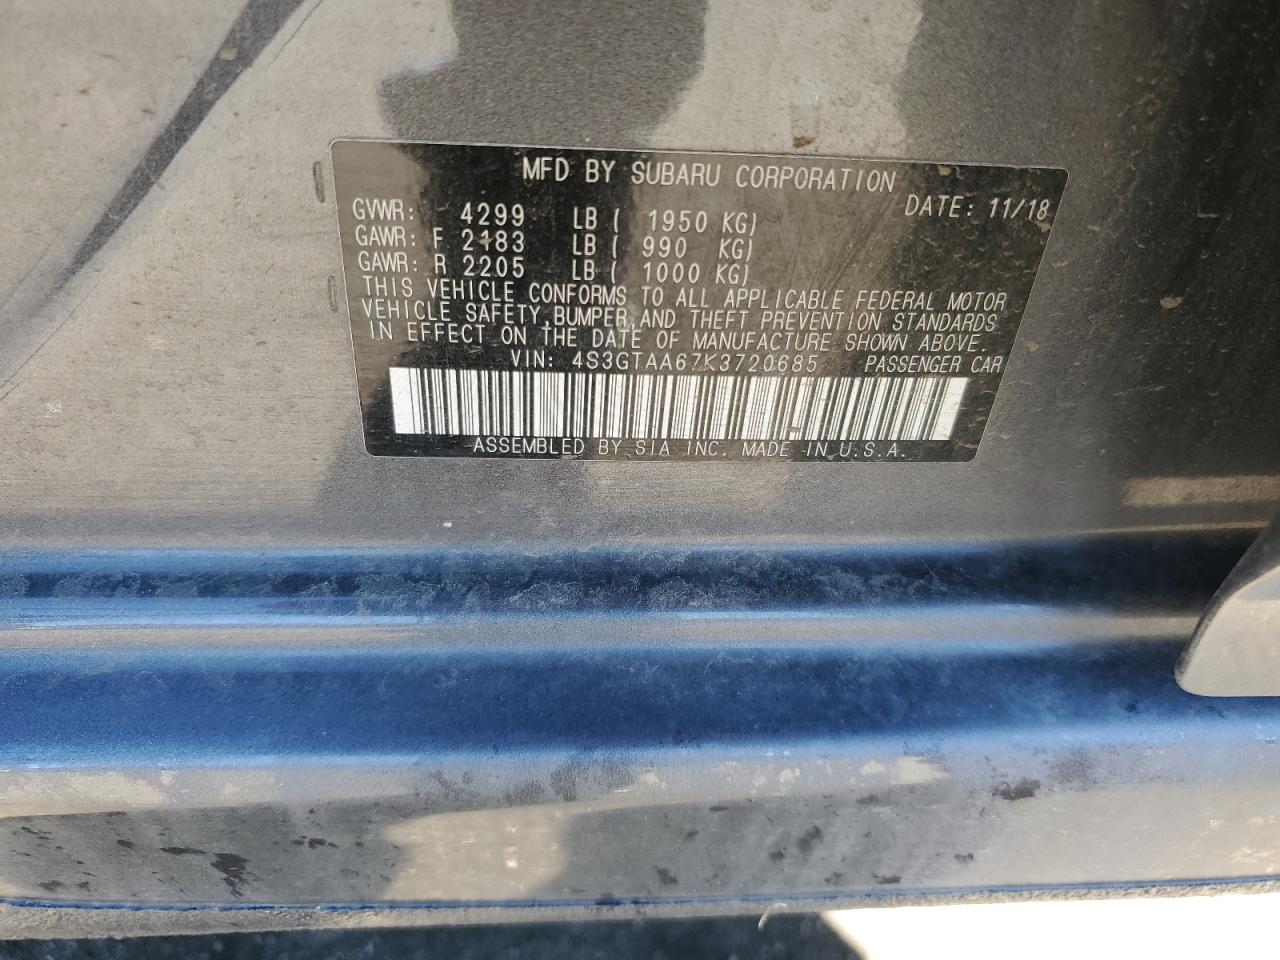 MFD BY SUBARU CORPORATION
DATE: 11/18
GVWR: 4299 LB ( 1950 KG)
GAWR: F 2183 LB ( 990 KG)
GAWR: R 2205 LB ( 1000 KG)
THIS VEHICLE CONFORMS TO ALL APPLICABLE FEDERAL MOTOR
VEHICLE SAFETY, BUMPER, AND THEFT PREVENTION STANDARDS
IN EFFECT ON THE DATE OF MANUFACTURE SHOWN ABOVE.
VIN: 4S3GTAA67K3720685 PASSENGER CAR
ASSEMBLED BY SIA INC. MADE IN U.S.A.